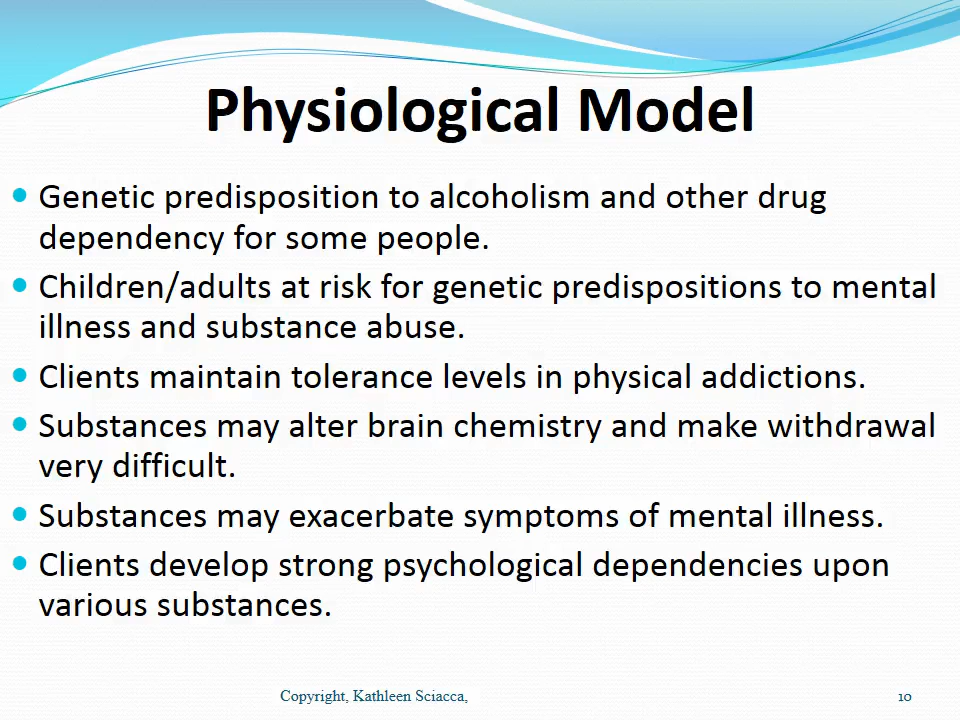 Physiological Model
• Genetic predisposition to alcoholism and other drug
dependency for some people.
• Children/adults at risk for genetic predispositions to mental
illness and substance abuse.
• Clients maintain tolerance levels in physical addictions.
• Substances may alter brain chemistry and make withdrawal
very difficult.
• Substances may exacerbate symptoms of mental illness.
• Clients develop strong psychological dependencies upon
various substances.
Copyright, Kathleen Sciacca,
10